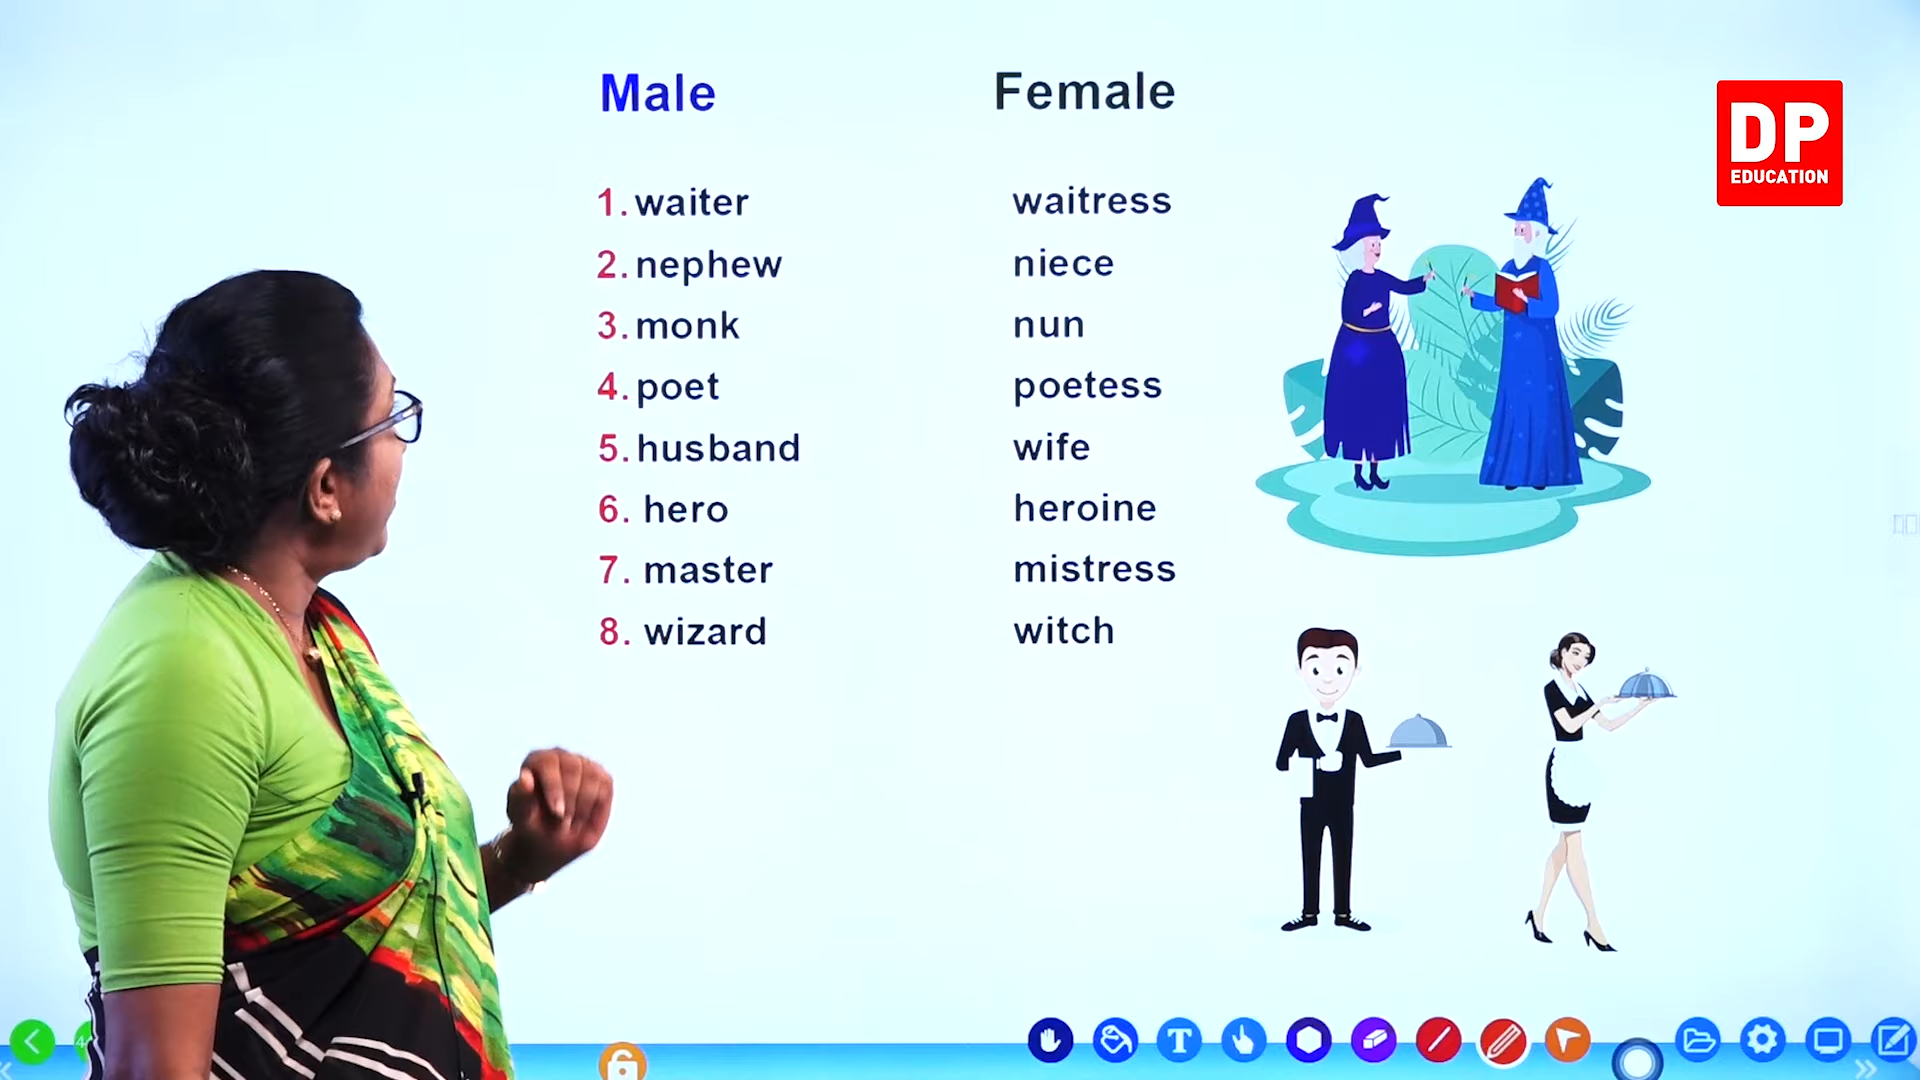 Male Female
DP
EDUCATION
1. waiter waitress
2. nephew niece
3. monk nun
4. poet poetess
5. husband wife
6. hero heroine
7. master mistress
8. wizard witch
T